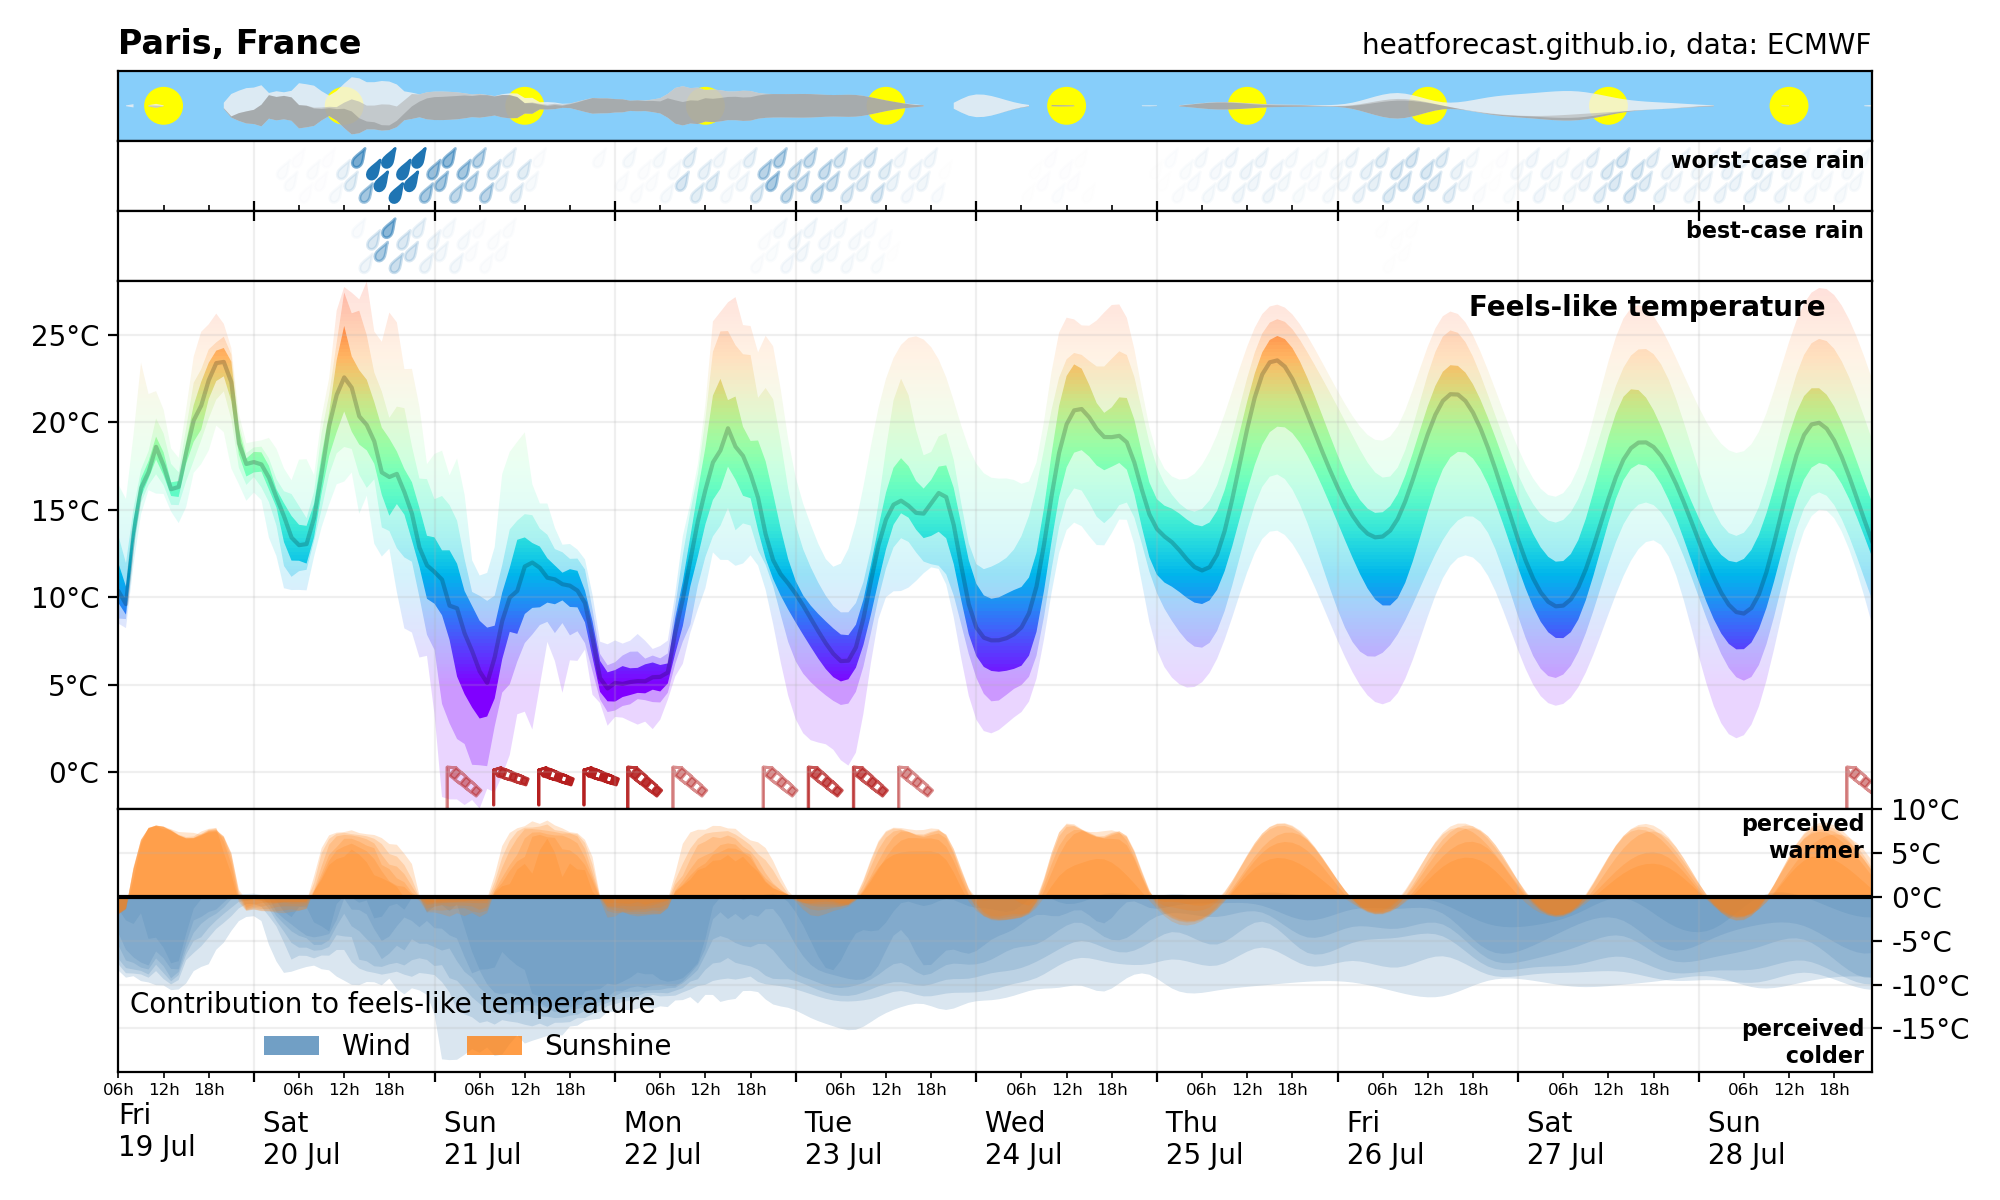 Paris, France
heatforecast.github.io, data: ECMWF
worst-case rain
best-case rain
Feels-like temperature
25°C
20°C
15°C
10°C
5°C
0°C
10°C
5°C
0°C
-5°C
-10°C
-15°C
perceived
warmer
Contribution to feels-like temperature
Wind Sunshine
perceived
colder
06h 12h 18h 06h 12h 18h 06h 12h 18h 06h 12h 18h 06h 12h 18h 06h 12h 18h 06h 12h 18h 06h 12h 18h 06h 12h 18h 06h 12h 18h
Fri Sat Sun Mon Tue Wed Thu Fri Sat Sun
19 Jul 20 Jul 21 Jul 22 Jul 23 Jul 24 Jul 25 Jul 26 Jul 27 Jul 28 Jul